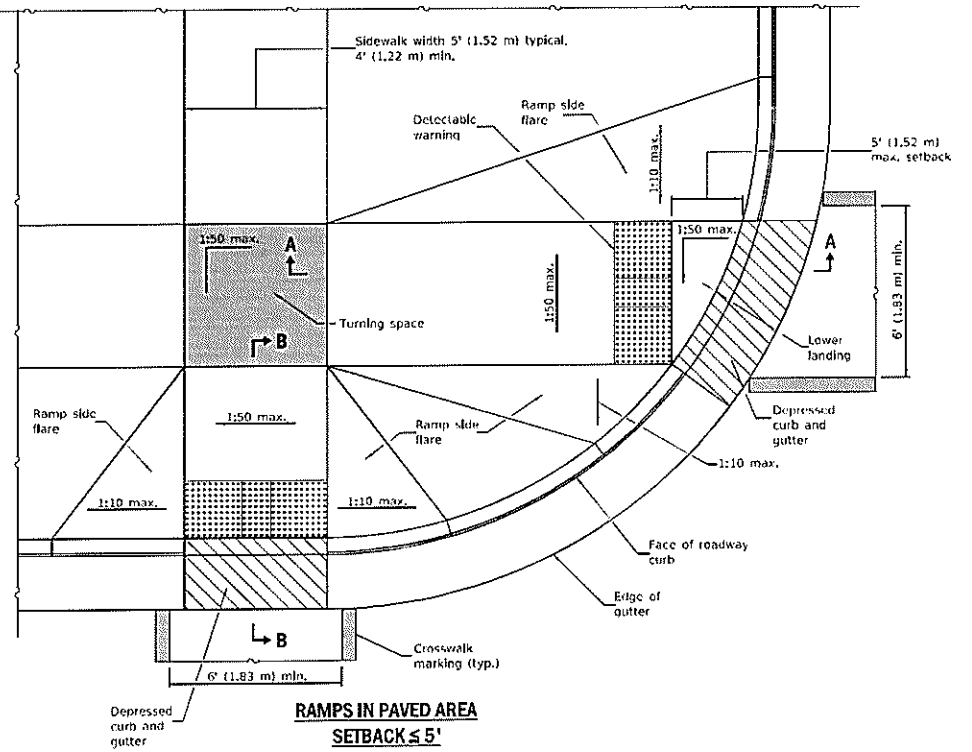 Sidewalk width 5' (1.52 m) typical,
4' (1.22 m) min.
Detectable
warning
Ramp side
flare
1:10 max.
5' (1.52 m)
max. setback
1:50 max.
A
1:50 max.
A
Turning space
B
1:50 max.
Lower
landing
6' (1.83 m) min.
Ramp side
flare
1:50 max.
Ramp side
flare
Depressed
curb and
gutter
1:10 max.
1:10 max.
1:10 max.
Face of roadway
curb
Edge of
gutter
B
Crosswalk
marking (typ.)
6' (1.83 m) min.
Depressed
curb and
gutter
RAMPS IN PAVED AREA
SETBACK ≤ 5'